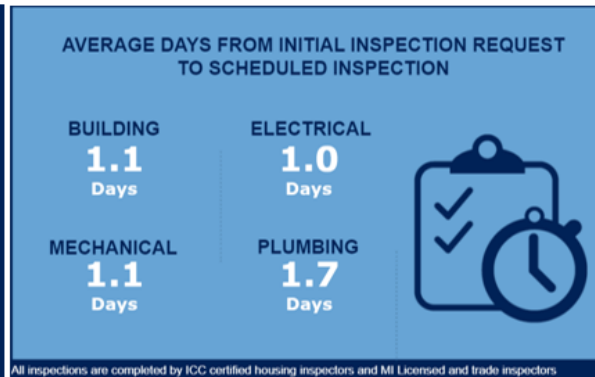 AVERAGE DAYS FROM INITIAL INSPECTION REQUEST
TO SCHEDULED INSPECTION
BUILDING
1.1
Days
ELECTRICAL
1.0
Days
MECHANICAL
1.1
Days
PLUMBING
1.7
Days
All inspections are completed by ICC certified housing inspectors and MI Licensed and trade inspectors